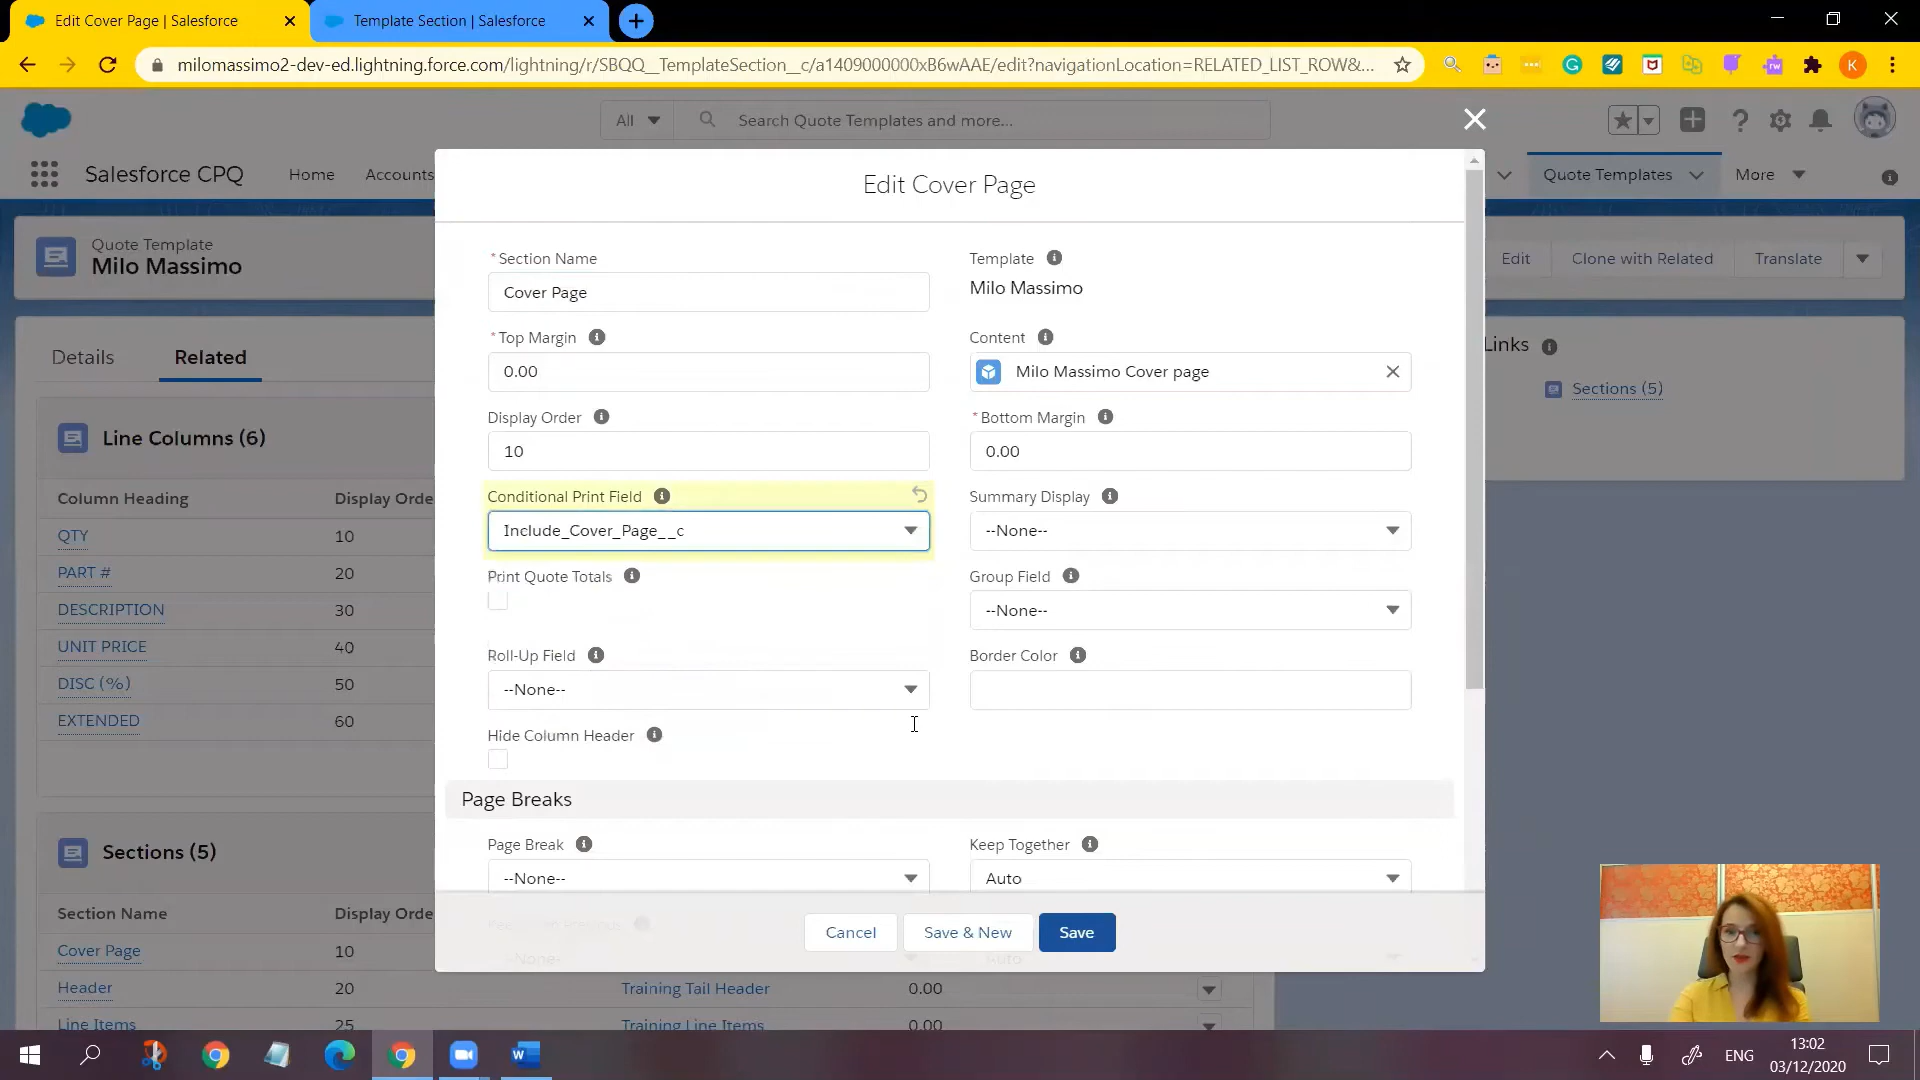 Edit Cover Page | Salesforce
Template Section | Salesforce
milomassimo2-dev-ed.lightning.force.com/lightning/r/SBQQ__TemplateSection__c/a1409000000xB6wAAE/edit?navigationLocation=RELATED_LIST_ROW&...
K
All
Search Quote Templates and more...
Salesforce CPQ
Home
Accounts
Quote Templates
More
Quote Template
Milo Massimo
Edit
Clone with Related
Translate
Details
Related
Line Columns (6)
Column Heading
Display Orde
QTY
10
PART #
20
DESCRIPTION
30
UNIT PRICE
40
DISC (%)
50
EXTENDED
60
Sections (5)
Section Name
Display Orde
Cover Page
10
Header
20
Training Tail Header
0.00
Line Items
25
Training Line Items
0.00
Links
Sections (5)
Edit Cover Page
*Section Name
Cover Page
Template
Milo Massimo
*Top Margin
0.00
Content
Milo Massimo Cover page
Display Order
10
*Bottom Margin
0.00
Conditional Print Field
Include_Cover_Page__c
Summary Display
--None--
Print Quote Totals
Group Field
--None--
Roll-Up Field
--None--
Border Color
Hide Column Header
Page Breaks
Page Break
--None--
Keep Together
Auto
--None--
Auto
Cancel
Save & New
Save
ENG
13:02
03/12/2020